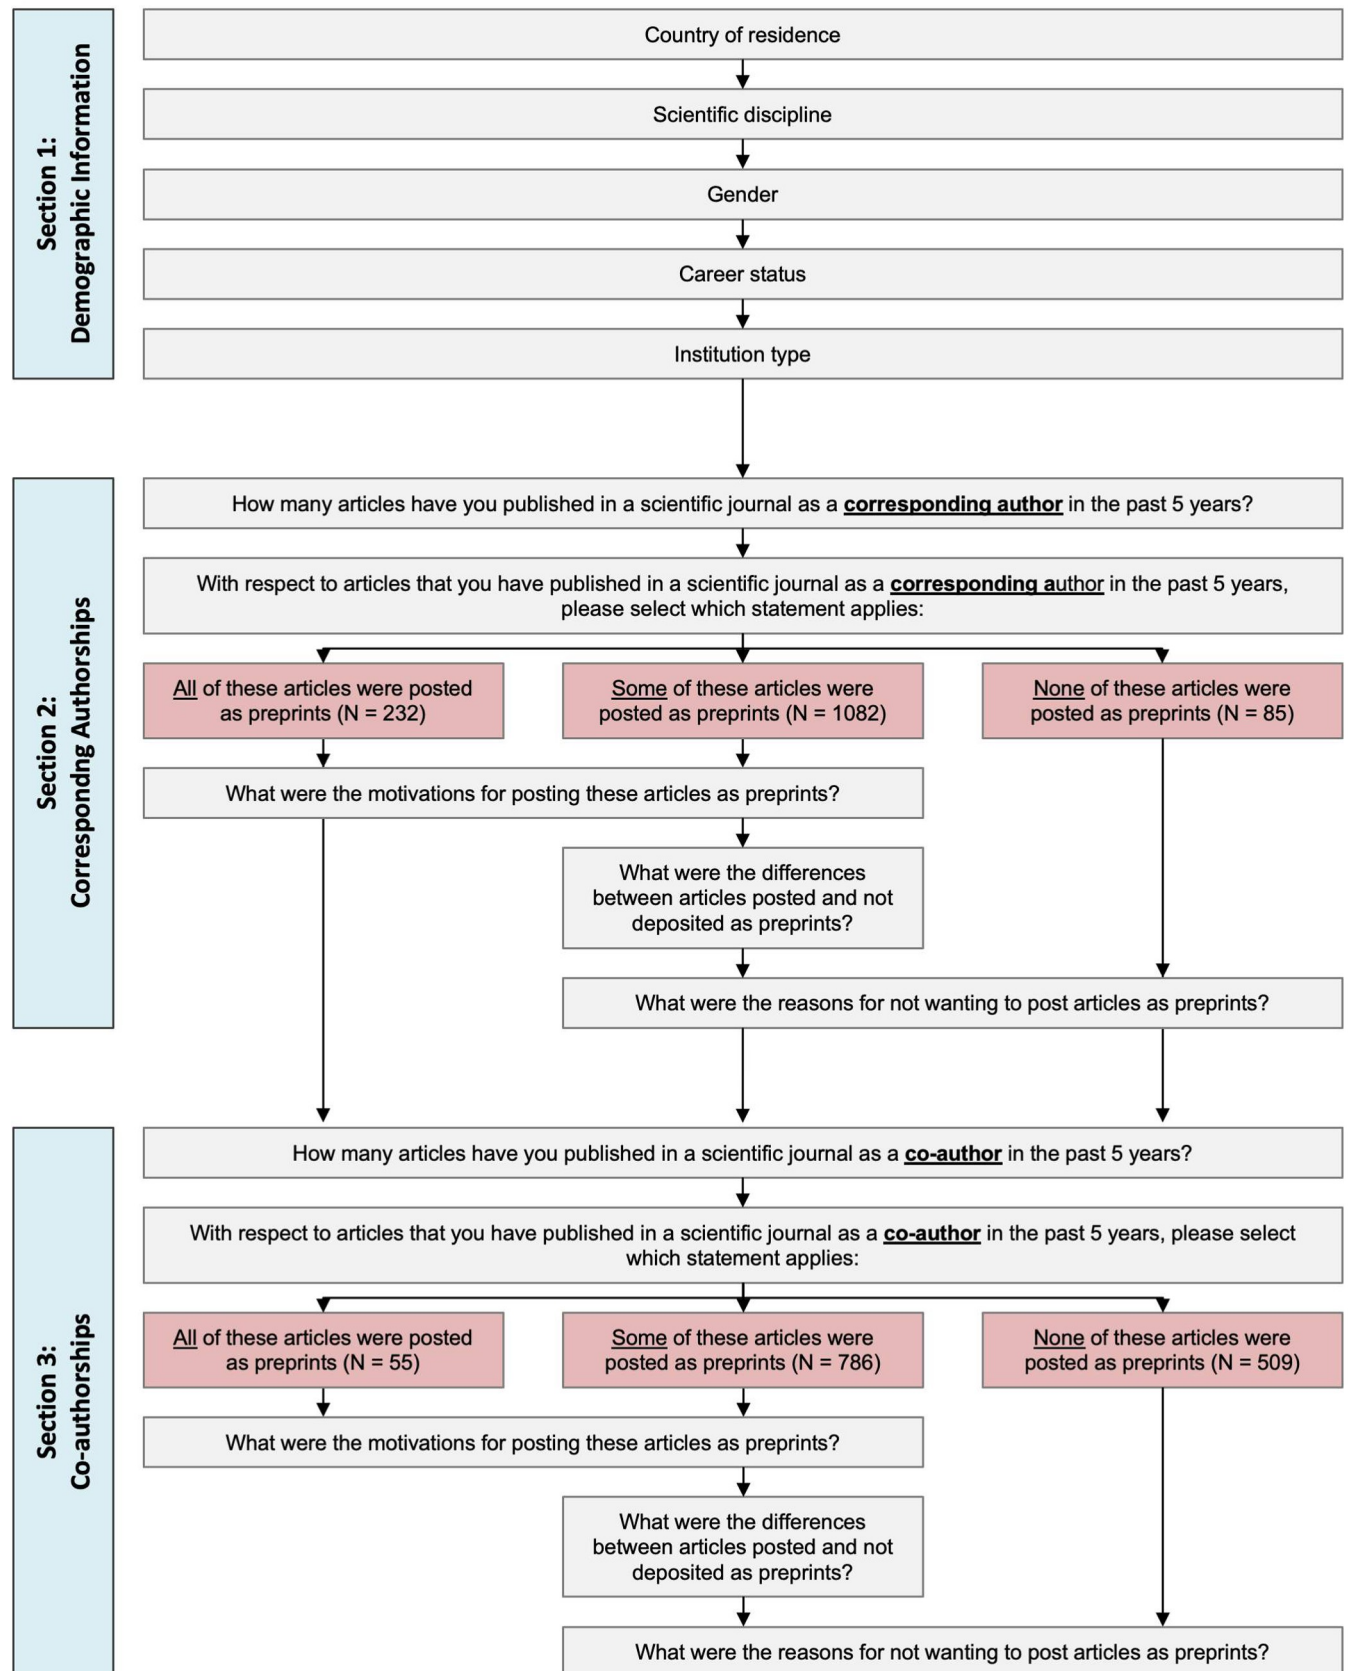 Section 1:
Demographic Information
Country of residence
Scientific discipline
Gender
Career status
Institution type
Section 2:
Correspondng Authorships
How many articles have you published in a scientific journal as a corresponding author in the past 5 years?
With respect to articles that you have published in a scientific journal as a corresponding author in the past 5 years,
please select which statement applies:
All of these articles were posted
as preprints (N = 232)
Some of these articles were
posted as preprints (N = 1082)
None of these articles were
posted as preprints (N = 85)
What were the motivations for posting these articles as preprints?
What were the differences
between articles posted and not
deposited as preprints?
What were the reasons for not wanting to post articles as preprints?
Section 3:
Co-authorships
How many articles have you published in a scientific journal as a co-author in the past 5 years?
With respect to articles that you have published in a scientific journal as a co-author in the past 5 years, please select
which statement applies:
All of these articles were posted
as preprints (N = 55)
Some of these articles were
posted as preprints (N = 786)
None of these articles were
posted as preprints (N = 509)
What were the motivations for posting these articles as preprints?
What were the differences
between articles posted and not
deposited as preprints?
What were the reasons for not wanting to post articles as preprints?